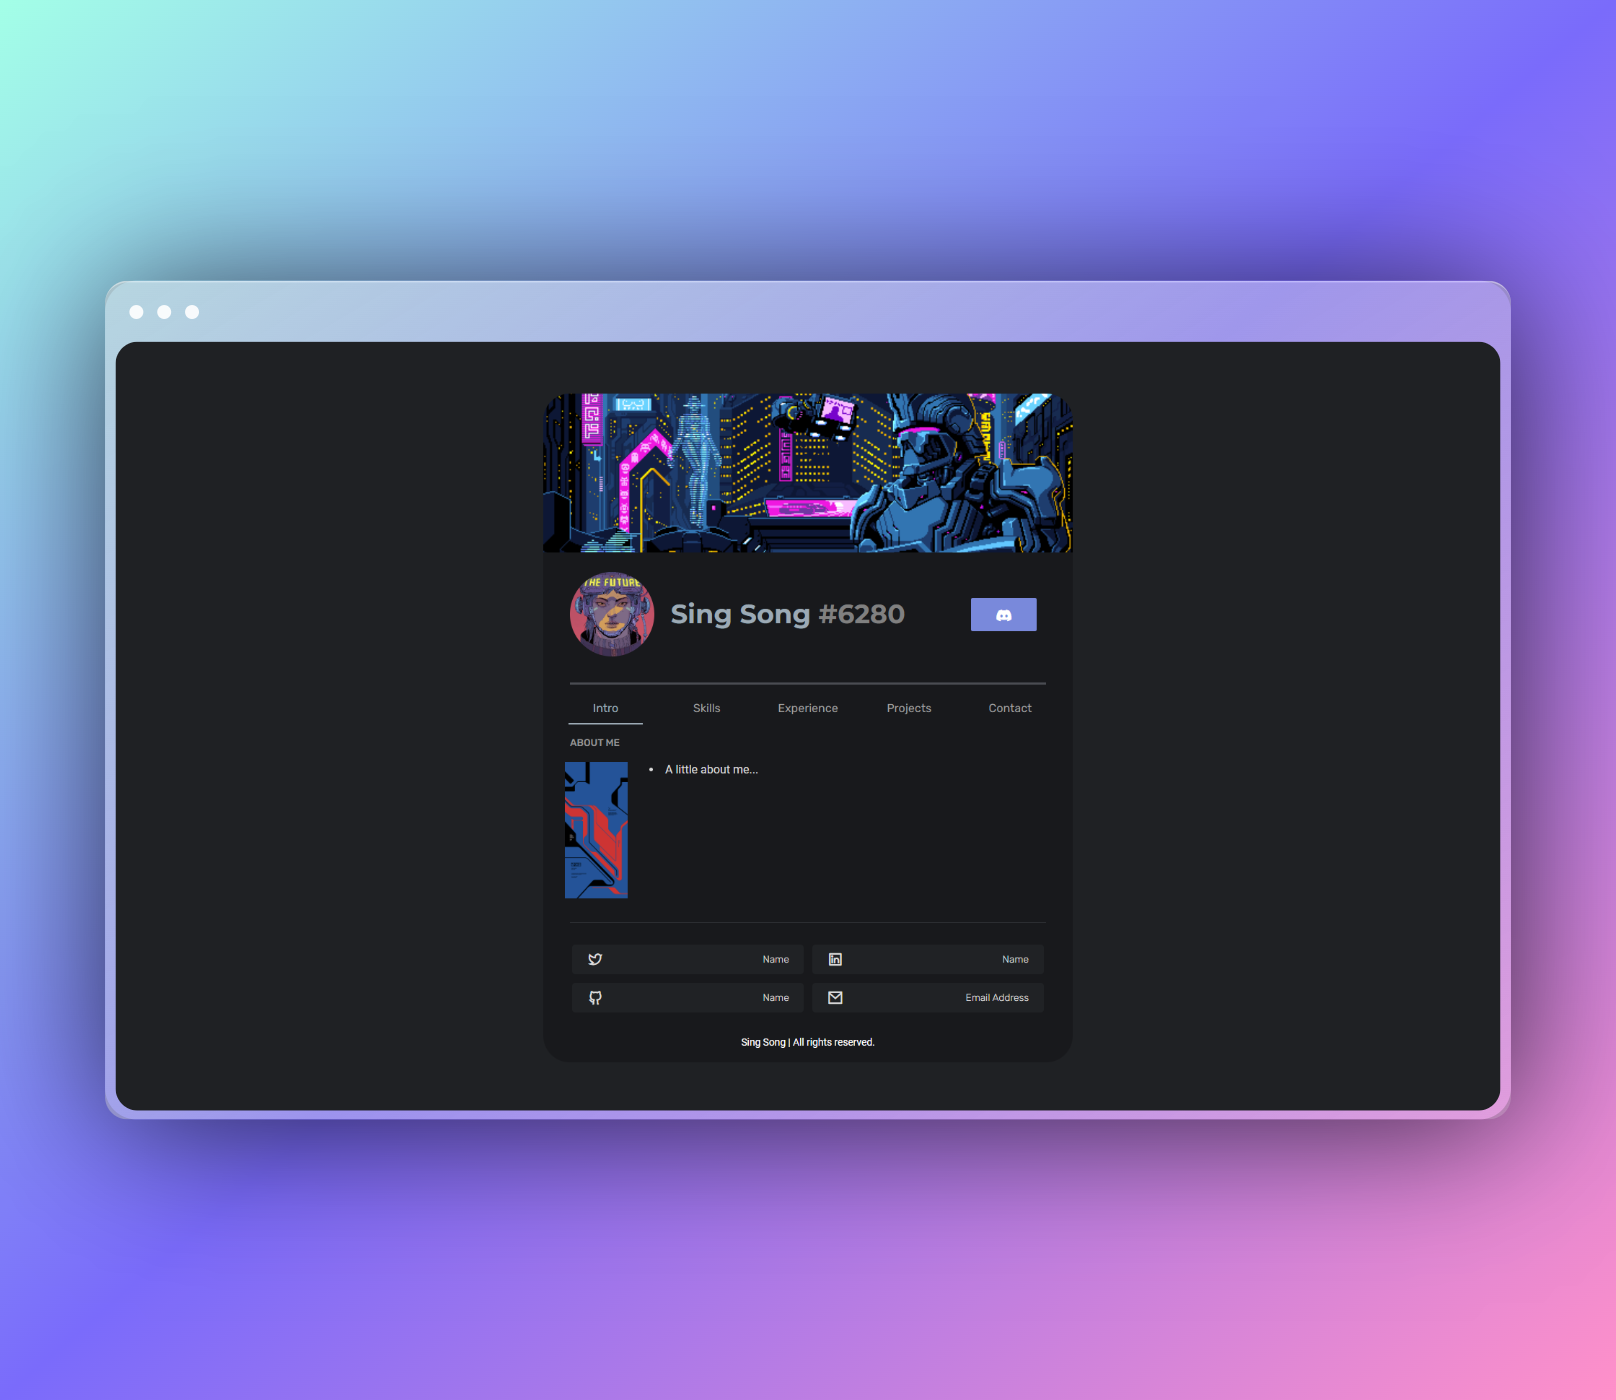 THE FUTURE
Sing Song #6280
Intro Skills Experience Projects Contact
ABOUT ME
• A little about me...
Name
in Name
Name
Email Address
Sing Song | All rights reserved.